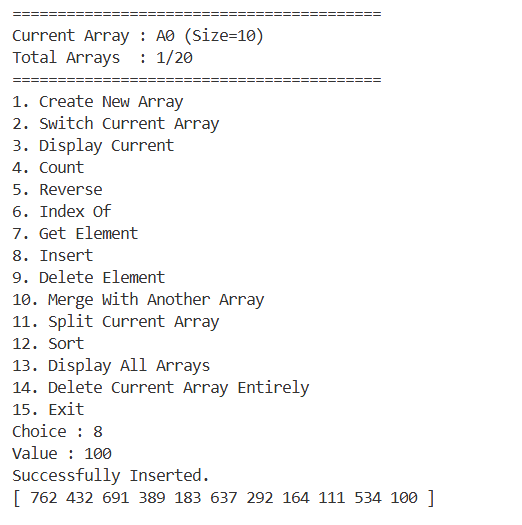 =========================================
Current Array : A0 (Size=10)
Total Arrays  : 1/20
=========================================
1. Create New Array
2. Switch Current Array
3. Display Current
4. Count
5. Reverse
6. Index Of
7. Get Element
8. Insert
9. Delete Element
10. Merge With Another Array
11. Split Current Array
12. Sort
13. Display All Arrays
14. Delete Current Array Entirely
15. Exit
Choice : 8
Value : 100
Successfully Inserted.
[ 762 432 691 389 183 637 292 164 111 534 100 ]